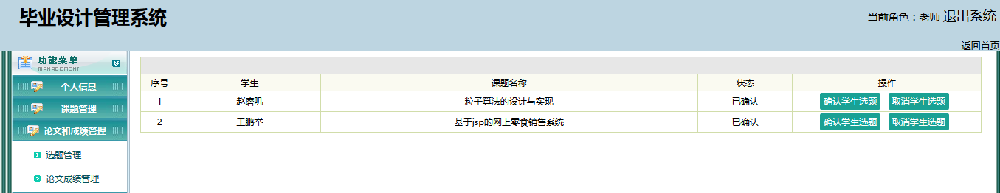 毕业设计管理系统
当前角色：老师 退出系统
返回首页
功能菜单
MANAGEMENT
个人信息
课题管理
论文和成绩管理
选题管理
论文成绩管理
序号 学生 课题名称 状态 操作
1 赵磨叽 粒子算法的设计与实现 已确认 确认学生选题 取消学生选题
2 王鹏举 基于jsp的网上零食销售系统 已确认 确认学生选题 取消学生选题